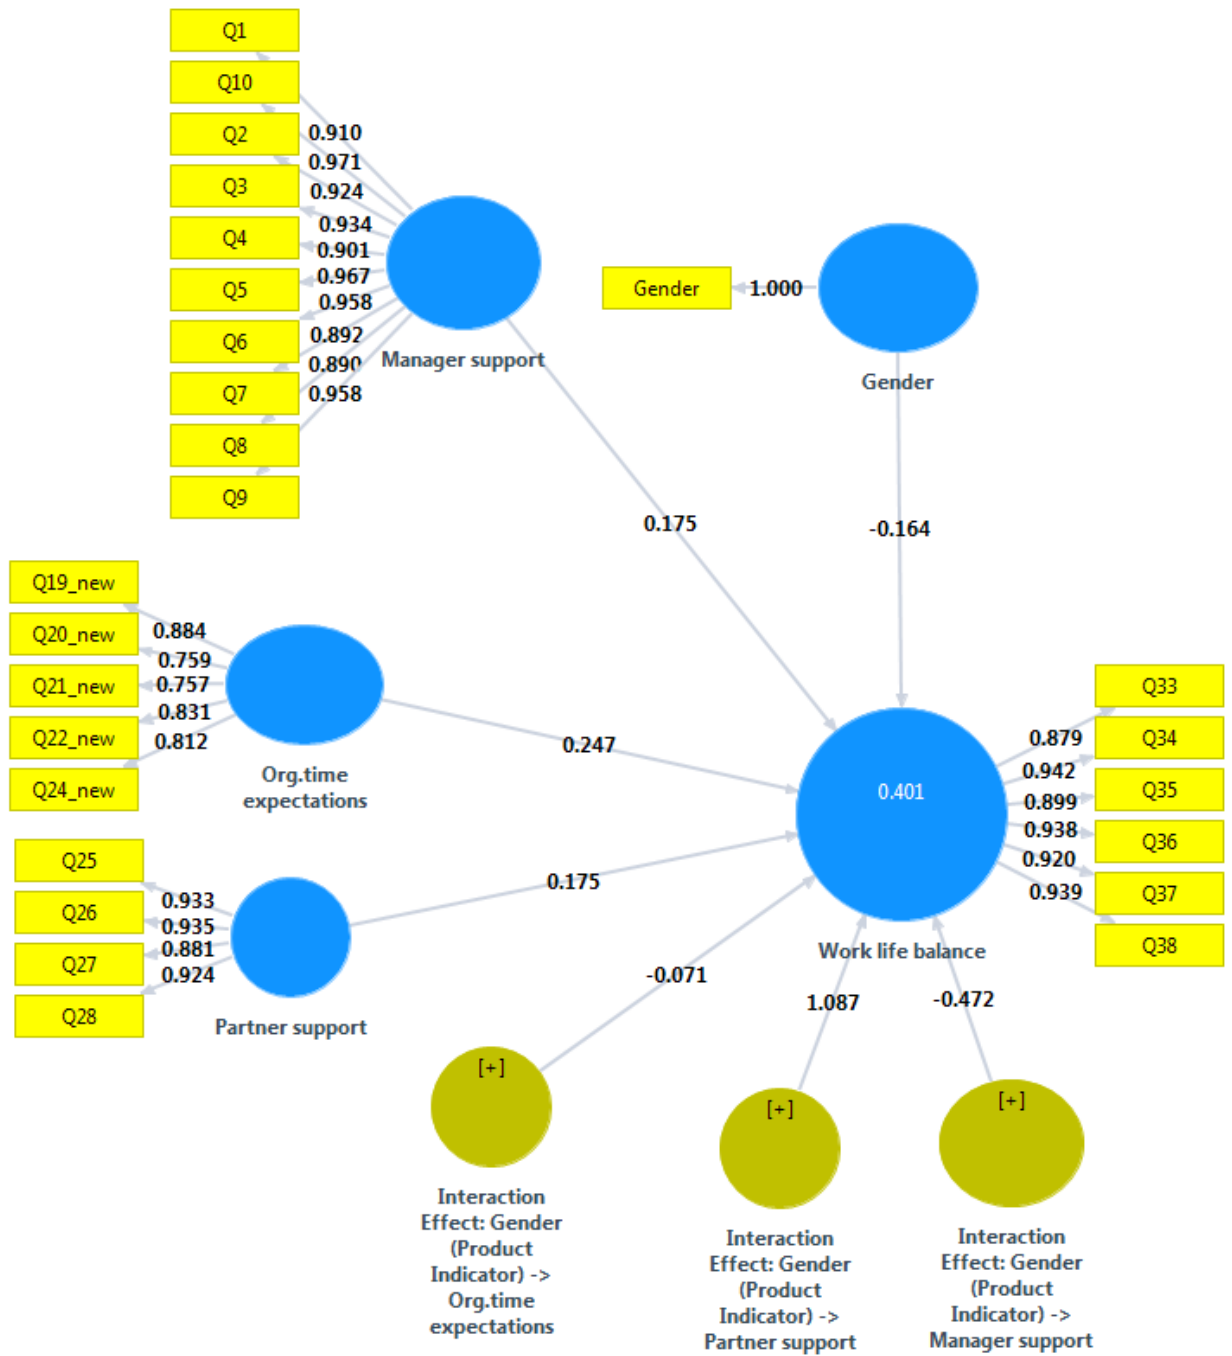 Q1
Q10
Q2
Q3
Q4
Q5
Q6
Q7
Q8
Q9
0.910
0.971
0.924
0.934
0.901
0.967
0.958
0.892
0.890
0.958
Manager support
Gender
1.000
Gender
0.175
-0.164
Q19_new
Q20_new
Q21_new
Q22_new
Q24_new
0.884
0.759
0.757
0.831
0.812
Org.time
expectations
0.247
Q25
Q26
Q27
Q28
0.933
0.935
0.881
0.924
Partner support
0.175
0.401
Work life balance
0.879
0.942
0.899
0.938
0.920
0.939
Q33
Q34
Q35
Q36
Q37
Q38
-0.071
1.087
-0.472
[+]
Interaction
Effect: Gender
(Product
Indicator) ->
Org.time
expectations
[+]
Interaction
Effect: Gender
(Product
Indicator) ->
Partner support
[+]
Interaction
Effect: Gender
(Product
Indicator) ->
Manager support